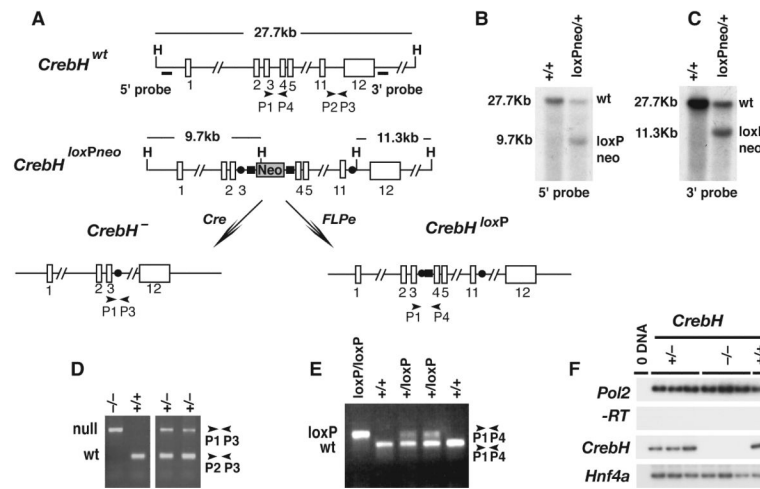 A
27.7kb
H H
CrebH wt
5' probe 3' probe
1 2 3 4 5 11 12
P1 P4 P2 P3
9.7kb 11.3kb
H H H
CrebH loxPneo
Neo
1 2 3 4 5 11 12
Cre FLPe
CrebH − CrebH loxP
1 2 3 12
P1 P3
1 2 3 4 5 11 12
P1 P4
B
+/+ loxPneo/+
27.7Kb wt
9.7Kb loxP
neo
5' probe
C
+/+ loxPneo/+
27.7Kb wt
11.3Kb
neo
3' probe
D
−/− +/+ +/− +/−
null
P1 P3
wt
P2 P3
E
loxP/loxP +/+ +/loxP +/loxP +/+
loxP
P1 P4
wt
P1 P4
F
0 DNA
CrebH
+/− −/−
Pol2
-RT
CrebH
Hnf4a